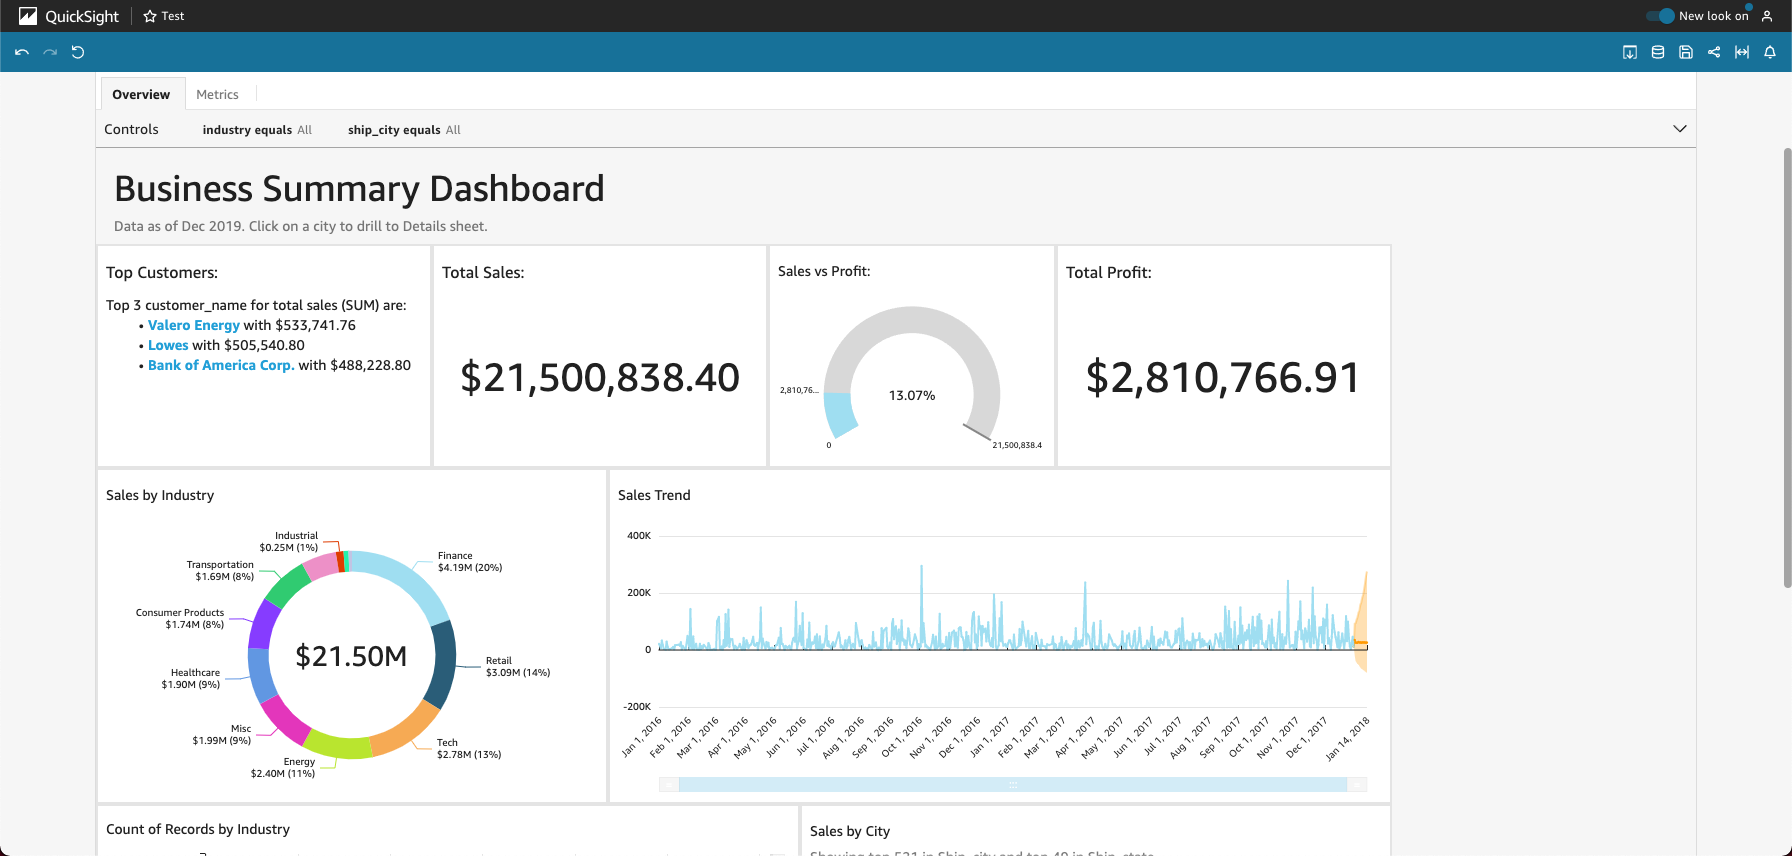 QuickSight
Test
New look on
Overview
Metrics
Controls
industry equals All
ship_city equals All
Business Summary Dashboard
Data as of Dec 2019. Click on a city to drill to Details sheet.
Top Customers:
Top 3 customer_name for total sales (SUM) are:
• Valero Energy with $533,741.76
• Lowes with $505,540.80
• Bank of America Corp. with $488,228.80
Total Sales:
$21,500,838.40
Sales vs Profit:
2,810,76...
13.07%
0
21,500,838.4
Total Profit:
$2,810,766.91
Sales by Industry
Industrial
$0.25M (1%)
Finance
$4.19M (20%)
Transportation
$1.69M (8%)
Consumer Products
$1.74M (8%)
$21.50M
Retail
$3.09M (14%)
Healthcare
$1.90M (9%)
Misc
$1.99M (9%)
Tech
$2.78M (13%)
Energy
$2.40M (11%)
Sales Trend
400K
200K
0
-200K
Jan 1, 2016
Feb 1, 2016
Mar 1, 2016
Apr 1, 2016
May 1, 2016
Jun 1, 2016
Jul 1, 2016
Aug 1, 2016
Sep 1, 2016
Oct 1, 2016
Nov 1, 2016
Dec 1, 2016
Jan 1, 2017
Feb 1, 2017
Mar 1, 2017
Apr 1, 2017
May 1, 2017
Jun 1, 2017
Jul 1, 2017
Aug 1, 2017
Sep 1, 2017
Oct 1, 2017
Nov 1, 2017
Dec 1, 2017
Jan 14, 2018
Count of Records by Industry
Sales by City
Showing top 531 in Ship_city and top 49 in Ship_state